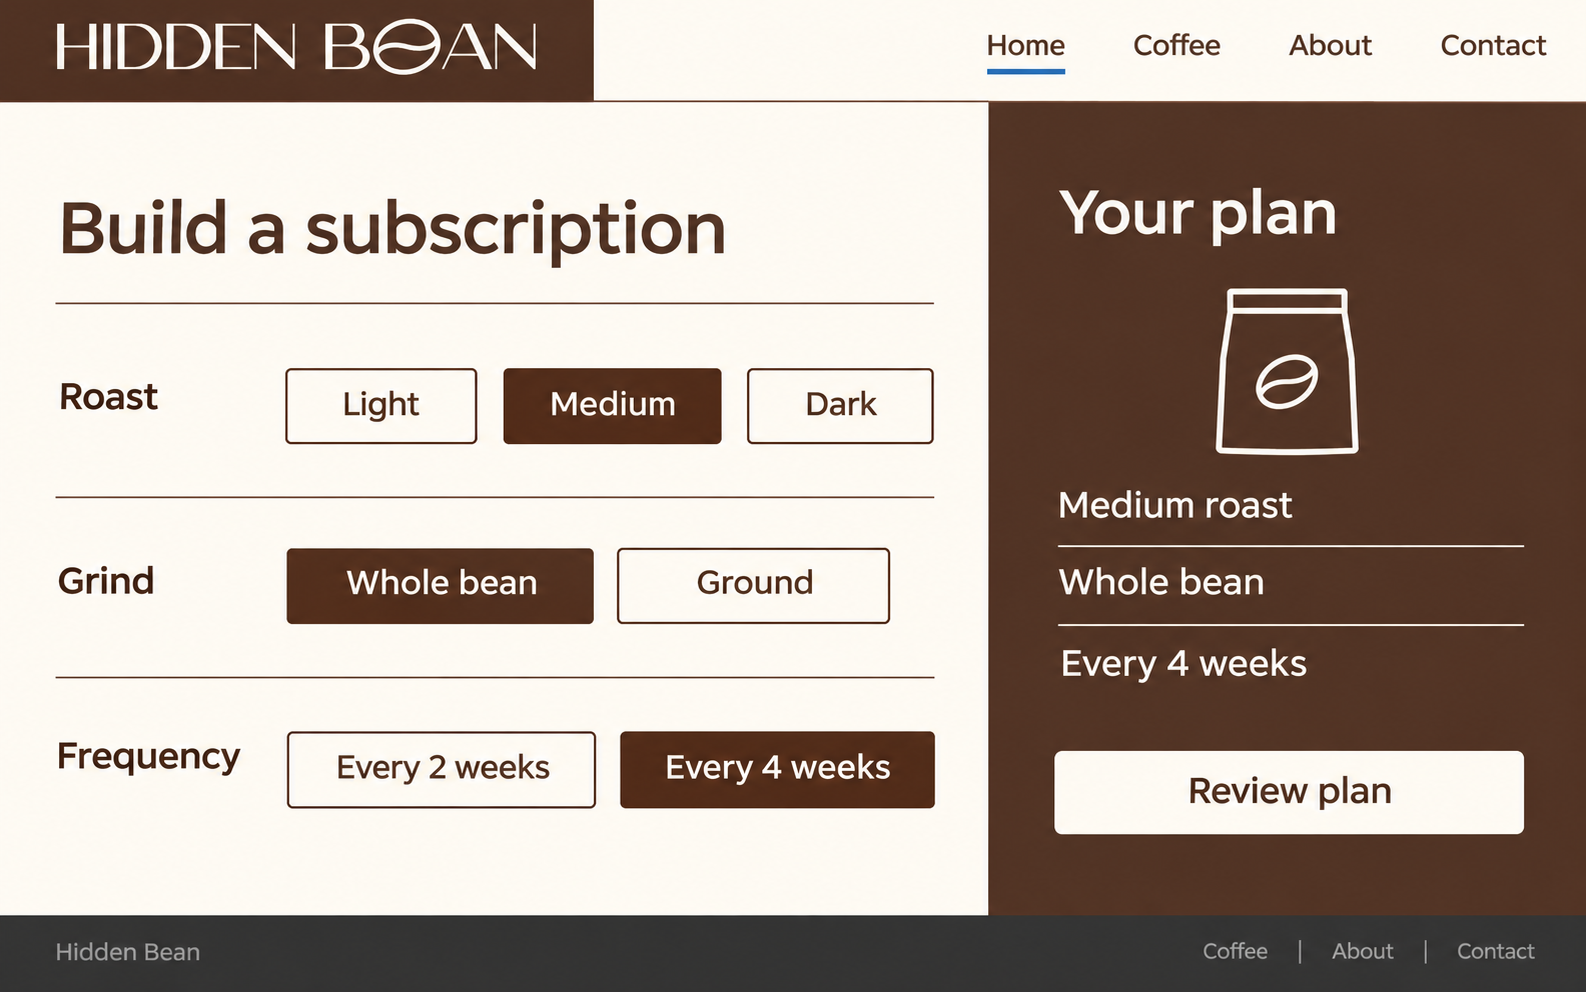 HIDDEN BEAN
Home Coffee About Contact
Build a subscription
Roast Light Medium Dark
Grind Whole bean Ground
Frequency Every 2 weeks Every 4 weeks
Your plan
Medium roast
Whole bean
Every 4 weeks
Review plan
Hidden Bean
Coffee | About | Contact